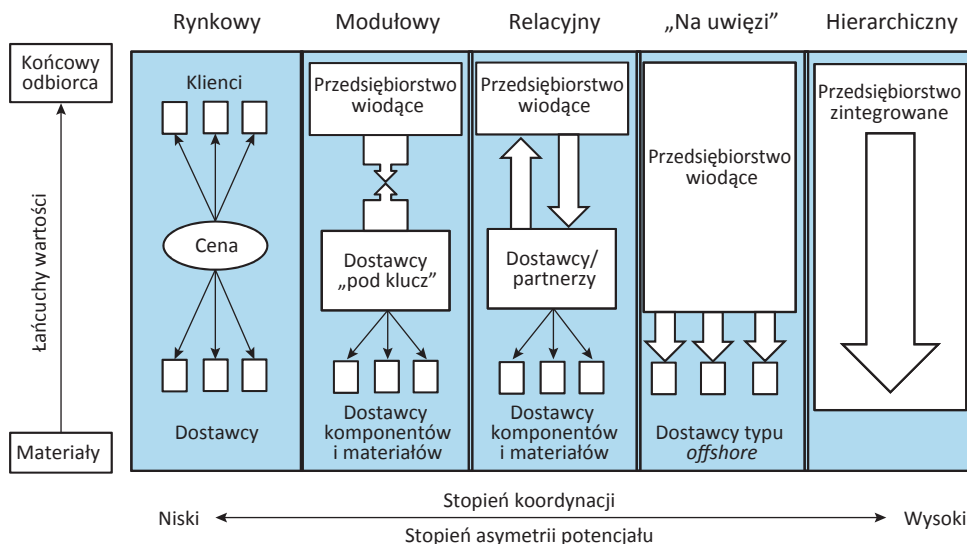 Rynkowy
Modułowy
Relacyjny
„Na uwięzi”
Hierarchiczny
Końcowy
odbiorca
Łańcuchy wartości
Materiały
Klienci
Cena
Dostawcy
Przedsiębiorstwo
wiodące
Dostawcy
„pod klucz”
Dostawcy
komponentów
i materiałów
Przedsiębiorstwo
wiodące
Dostawcy/
partnerzy
Dostawcy
komponentów
i materiałów
Przedsiębiorstwo
wiodące
Dostawcy typu
offshore
Przedsiębiorstwo
zintegrowane
Stopień koordynacji
Niski
Wysoki
Stopień asymetrii potencjału